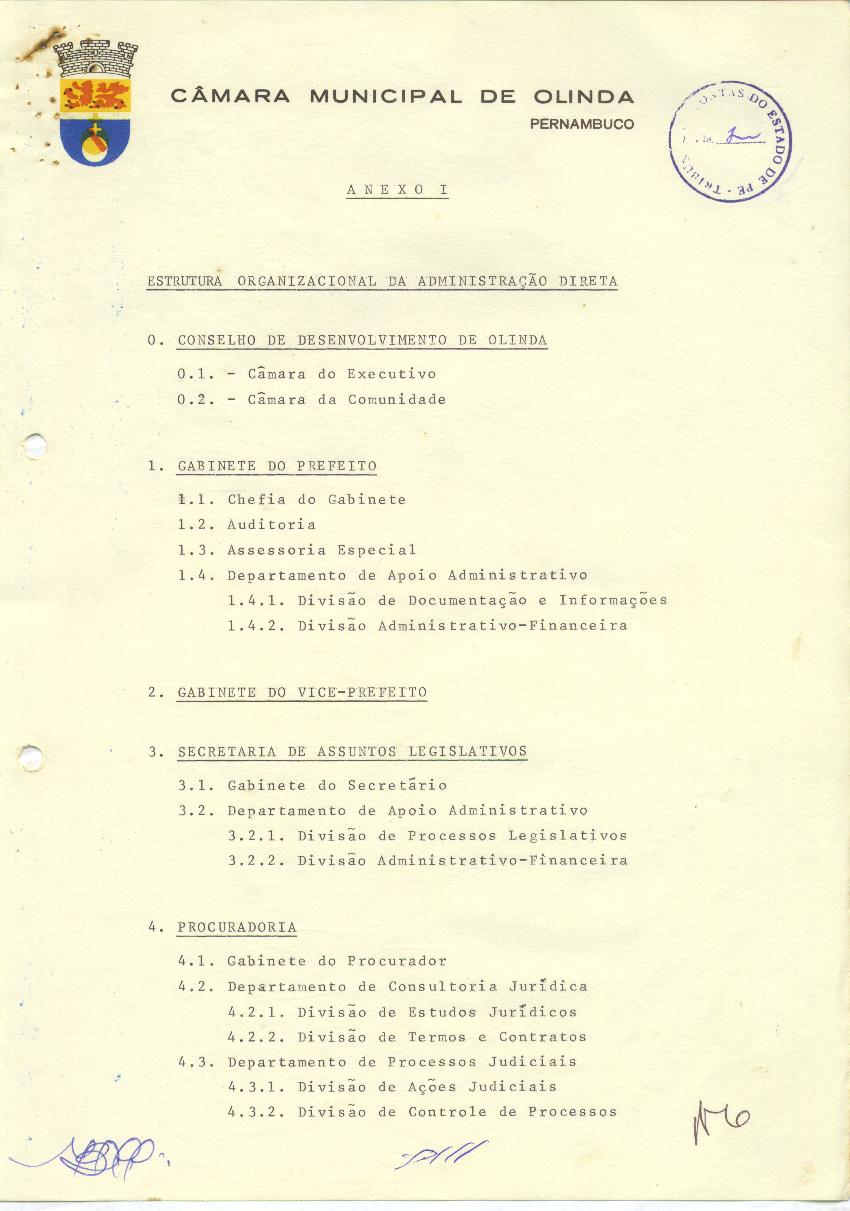 CÂMARA MUNICIPAL DE OLINDA
PERNAMBUCO
CONTAS DO ESTADO DE PE -
ANEXO I
ESTRUTURA ORGANIZACIONAL DA ADMINISTRAÇÃO DIRETA
0. CONSELHO DE DESENVOLVIMENTO DE OLINDA
0.1. - Câmara do Executivo
0.2. - Câmara da Comunidade
1. GABINETE DO PREFEITO
1.1. Chefia do Gabinete
1.2. Auditoria
1.3. Assessoria Especial
1.4. Departamento de Apoio Administrativo
1.4.1. Divisão de Documentação e Informações
1.4.2. Divisão Administrativo-Financeira
2. GABINETE DO VICE-PREFEITO
3. SECRETARIA DE ASSUNTOS LEGISLATIVOS
3.1. Gabinete do Secretário
3.2. Departamento de Apoio Administrativo
3.2.1. Divisão de Processos Legislativos
3.2.2. Divisão Administrativo-Financeira
4. PROCURADORIA
4.1. Gabinete do Procurador
4.2. Departamento de Consultoria Jurídica
4.2.1. Divisão de Estudos Jurídicos
4.2.2. Divisão de Termos e Contratos
4.3. Departamento de Processos Judiciais
4.3.1. Divisão de Ações Judiciais
4.3.2. Divisão de Controle de Processos